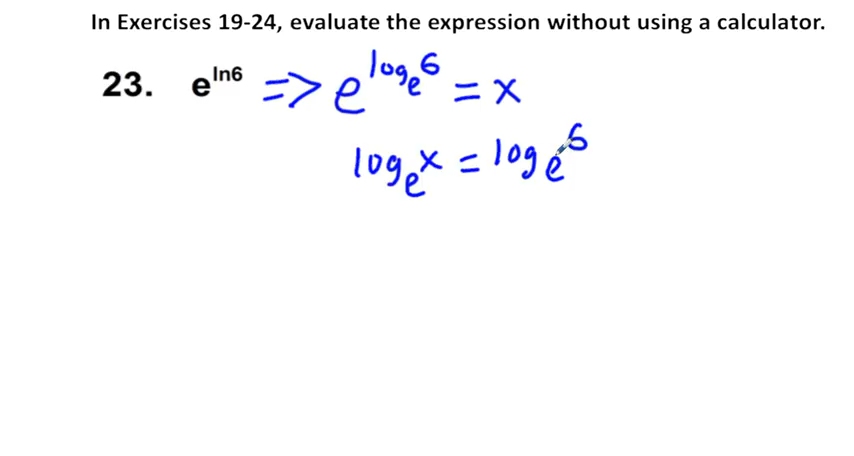 In Exercises 19-24, evaluate the expression without using a calculator.
23. e^ln6 => e^(log_e 6) = x
log_e x = log_e 6